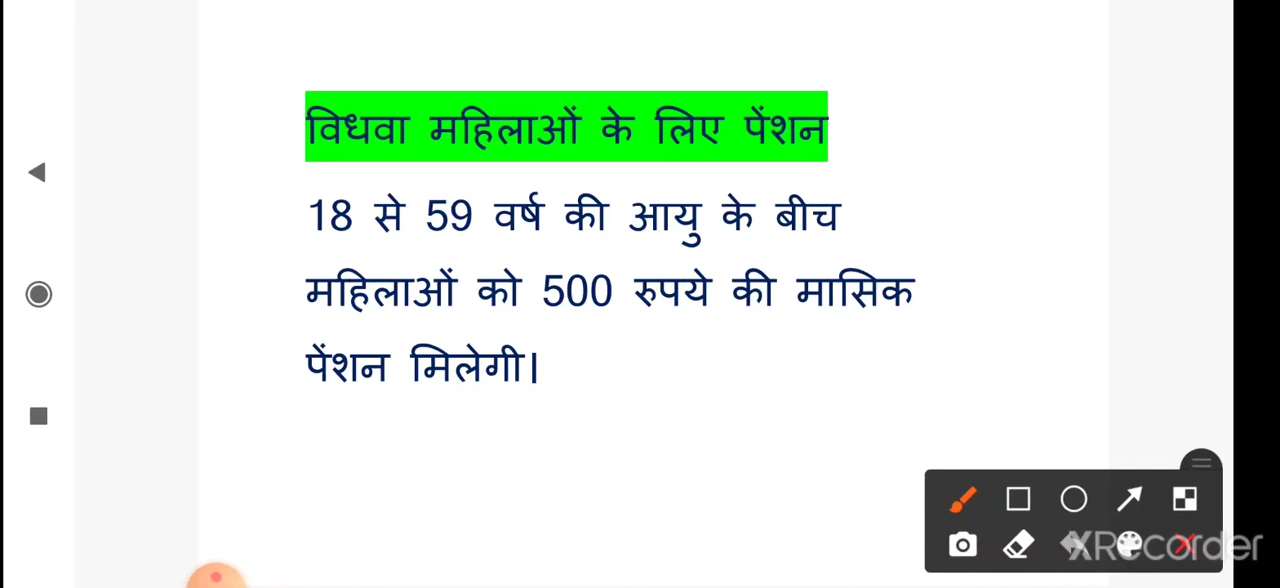 विधवा महिलाओं के लिए पेंशन
18 से 59 वर्ष की आयु के बीच
महिलाओं को 500 रुपये की मासिक
पेंशन मिलेगी।
XRecorder